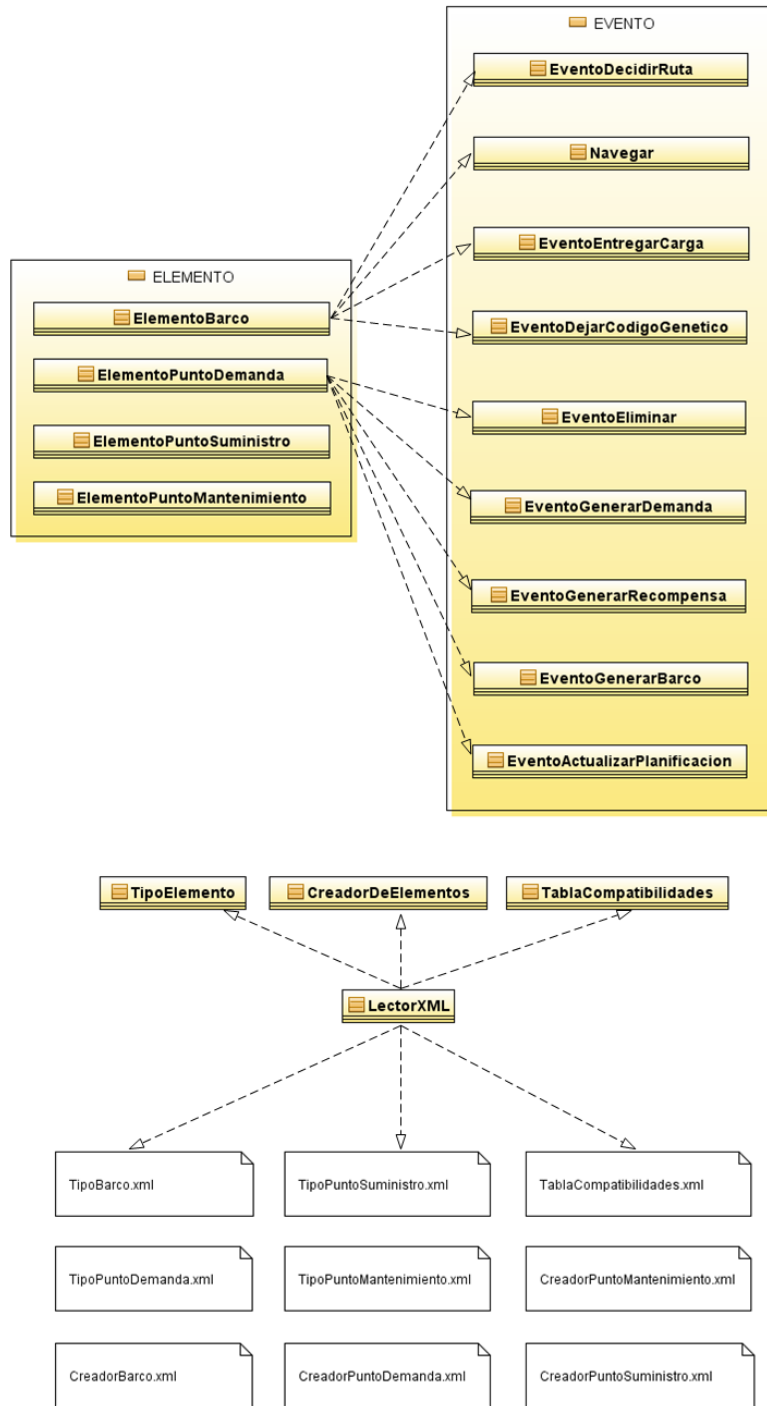 EVENTO
EventoDecidirRuta
Navegar
EventoEntregarCarga
ELEMENTO
ElementoBarco
EventoDejarCodigoGenetico
ElementoPuntoDemanda
EventoEliminar
ElementoPuntoSuministro
ElementoPuntoMantenimiento
EventoGenerarDemanda
EventoGenerarRecompensa
EventoGenerarBarco
EventoActualizarPlanificacion
TipoElemento
CreadorDeElementos
TablaCompatibilidades
LectorXML
TipoBarco.xml
TipoPuntoSuministro.xml
TablaCompatibilidades.xml
TipoPuntoDemanda.xml
TipoPuntoMantenimiento.xml
CreadorPuntoMantenimiento.xml
CreadorBarco.xml
CreadorPuntoDemanda.xml
CreadorPuntoSuministro.xml